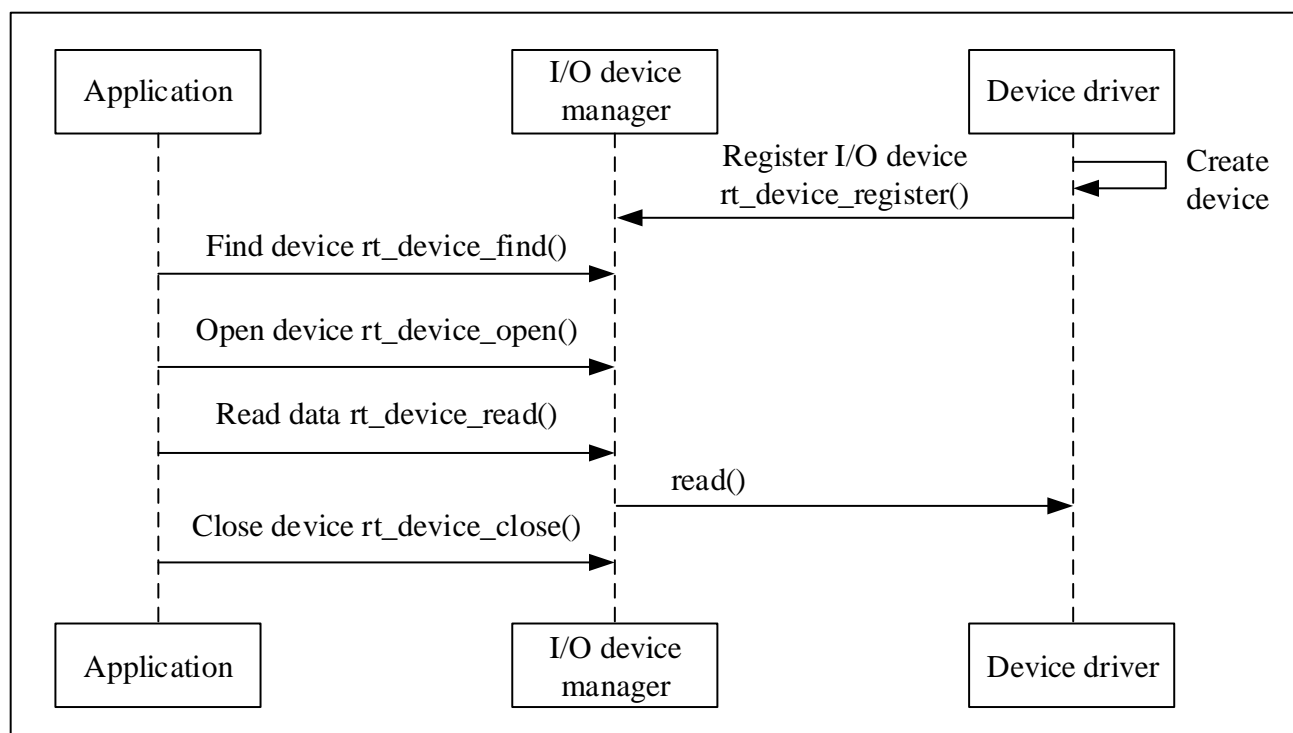 Application
I/O device
manager
Device driver
Register I/O device
rt_device_register()
Create
device
Find device rt_device_find()
Open device rt_device_open()
Read data rt_device_read()
read()
Close device rt_device_close()
Application
I/O device
manager
Device driver